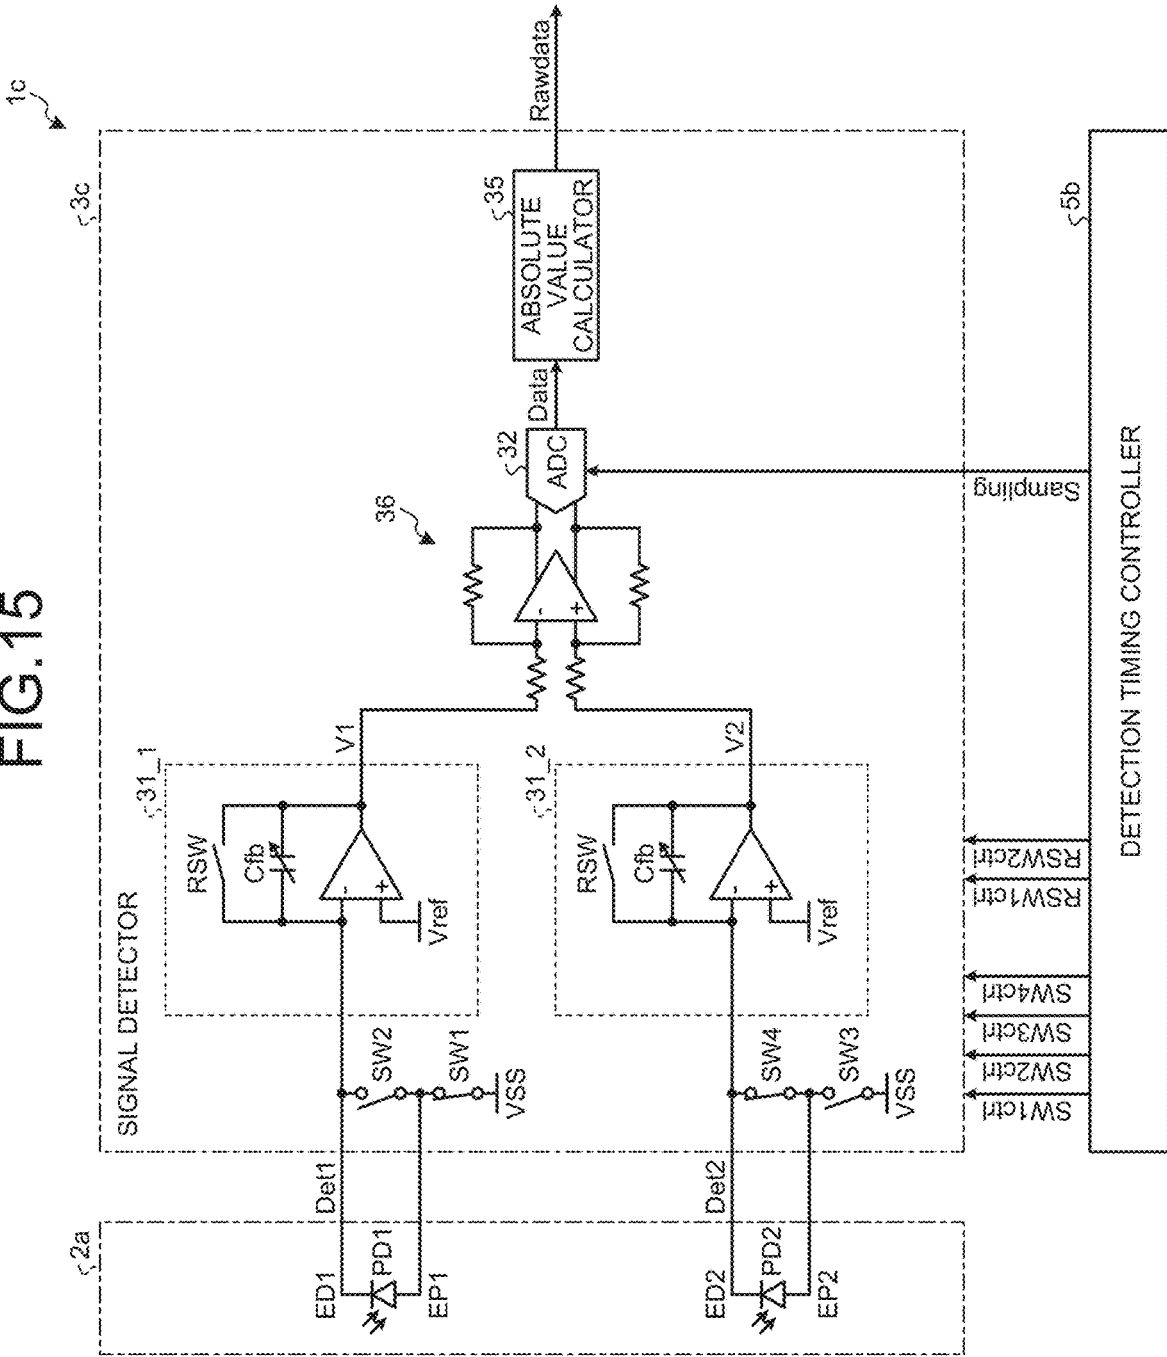 FIG.15
1c
3c
SIGNAL DETECTOR
2a
ED1
PD1
EP1
Det1
SW2
SW1
VSS
31_1
RSW
Cfb
-
+
Vref
V1
ED2
PD2
EP2
Det2
SW4
SW3
VSS
31_2
RSW
Cfb
-
+
Vref
V2
36
-
+
32
ADC
Data
35
ABSOLUTE
VALUE
CALCULATOR
Rawdata
SW1ctrl
SW2ctrl
SW3ctrl
SW4ctrl
RSW1ctrl
RSW2ctrl
Sampling
5b
DETECTION TIMING CONTROLLER